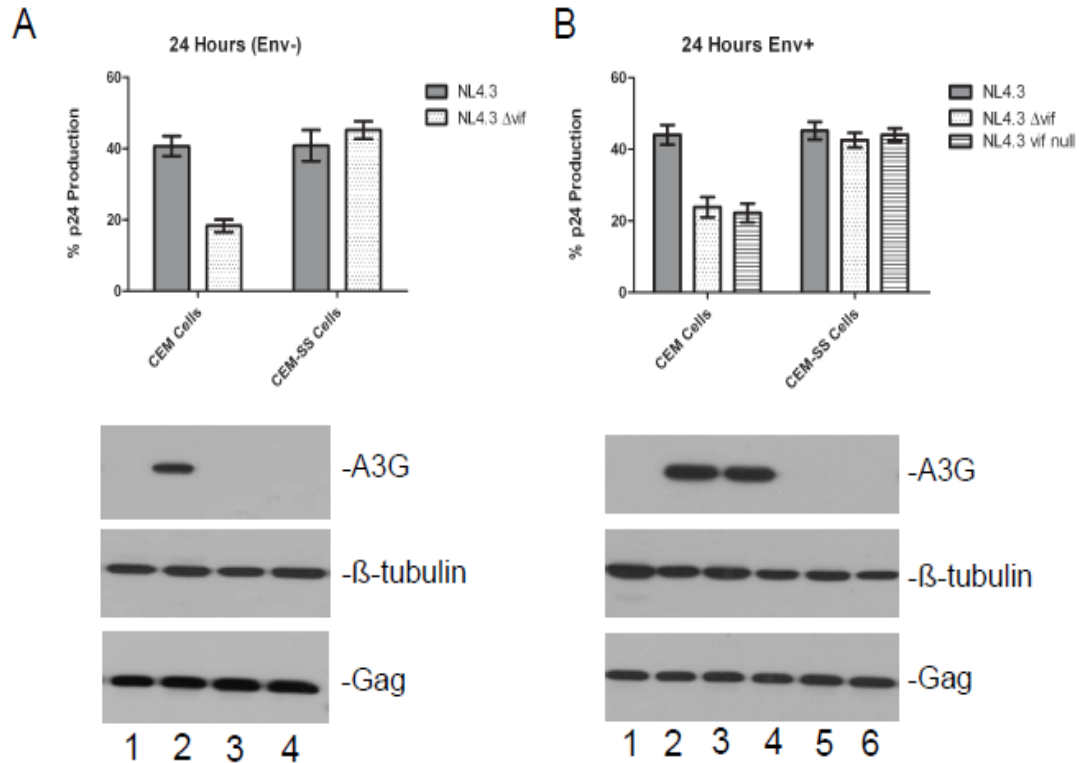 A
24 Hours (Env-)
% p24 Production
60
40
20
0
CEM Cells
CEM-SS Cells
NL4.3
NL4.3 Δvif
-A3G
-ß-tubulin
-Gag
1 2 3 4
B
24 Hours Env+
% p24 Production
60
40
20
0
CEM Cells
CEM-SS Cells
NL4.3
NL4.3 Δvif
NL4.3 vif null
-A3G
-ß-tubulin
-Gag
1 2 3 4 5 6